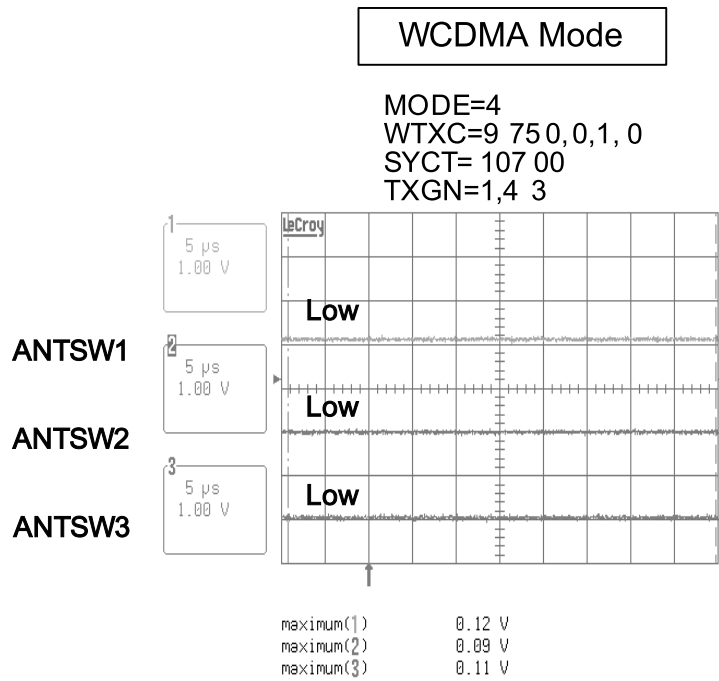 WCDMA Mode
MODE=4
WTXC=9 750,0,1, 0
SYCT= 107 00
TXGN=1,4 3
1
5 µs
1.00 V
LeCroy
Low
ANTSW1
2
5 µs
1.00 V
Low
ANTSW2
3
5 µs
1.00 V
Low
ANTSW3
maximum(1) 0.12 V
maximum(2) 0.09 V
maximum(3) 0.11 V